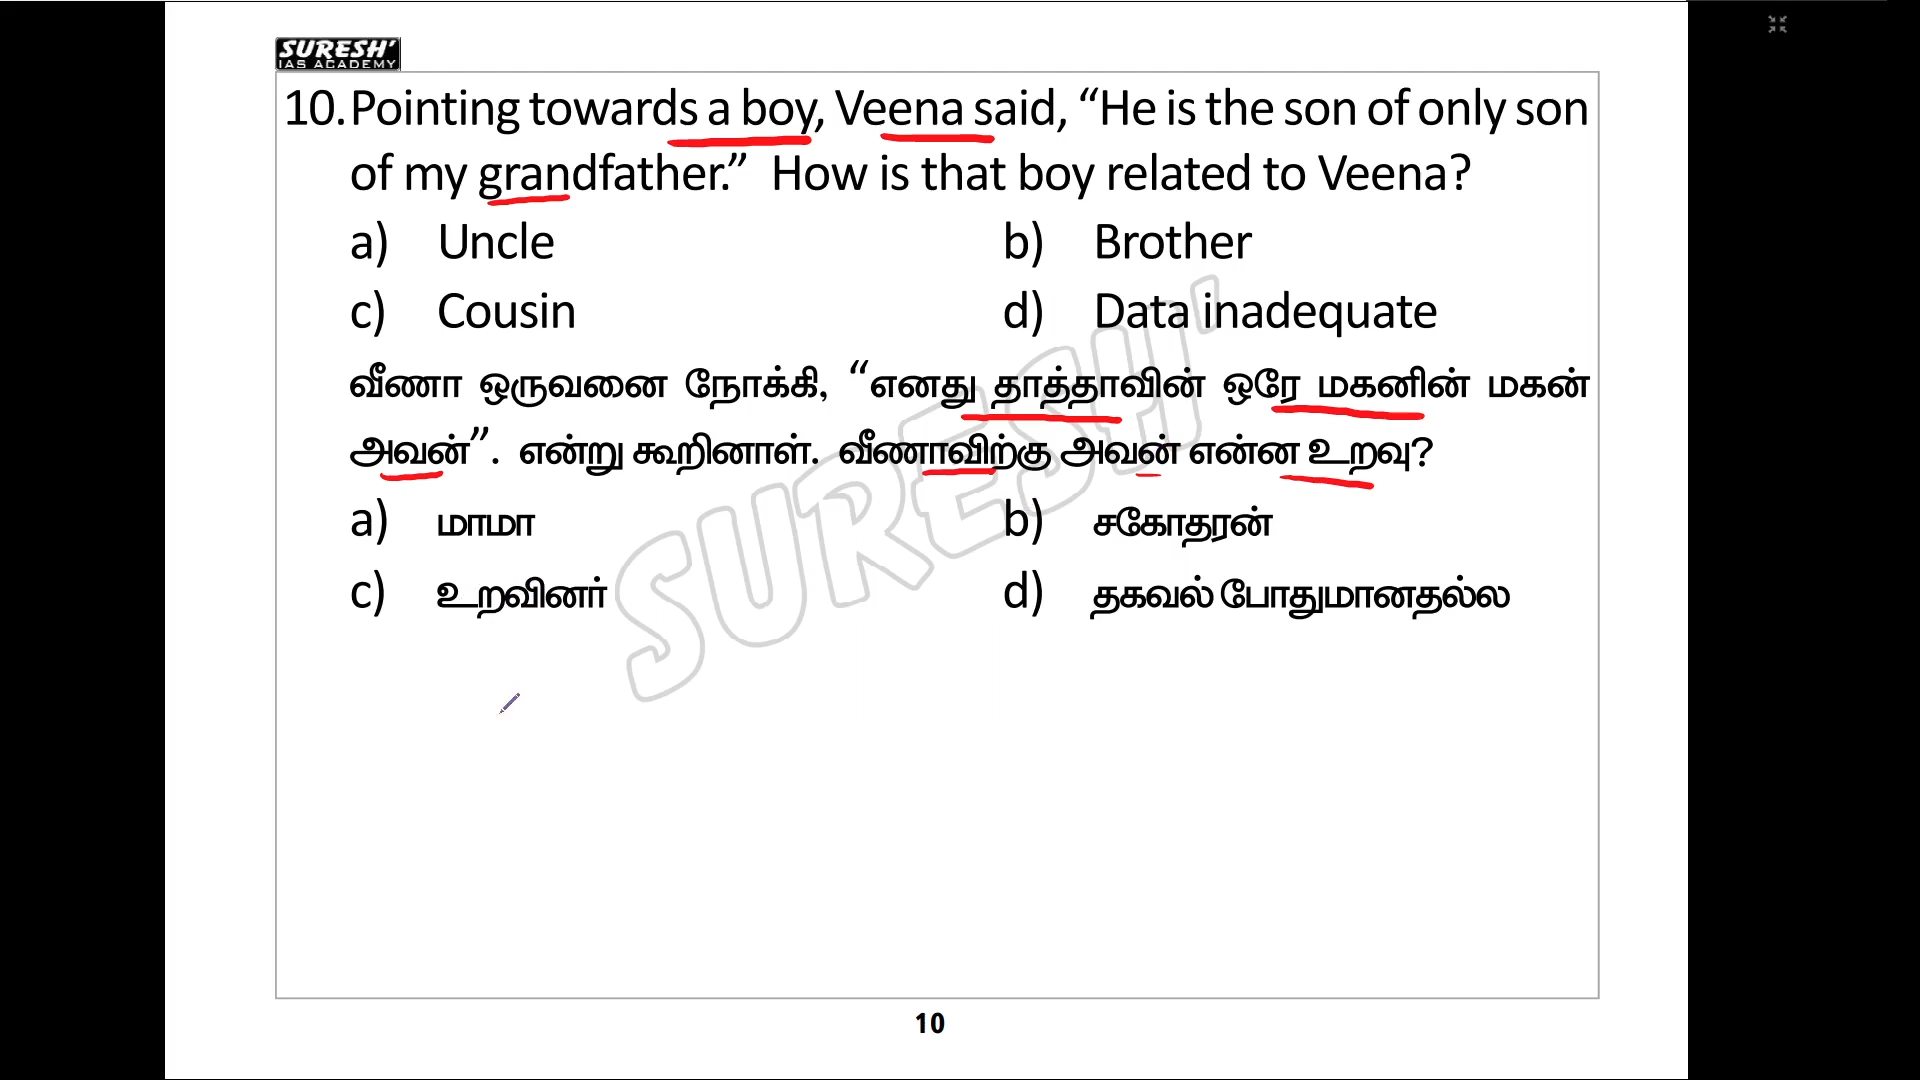 SURESH'
IAS ACADEMY
10. Pointing towards a boy, Veena said, “He is the son of only son
of my grandfather.” How is that boy related to Veena?
a) Uncle b) Brother
c) Cousin d) Data inadequate
வீணா ஒருவனை நோக்கி, “எனது தாத்தாவின் ஒரே மகனின் மகன்
அவன்”. என்று கூறினாள். வீணாவிற்கு அவன் என்ன உறவு?
a) மாமா b) சகோதரன்
c) உறவினர் d) தகவல் போதுமானதல்ல
SURESH'
10